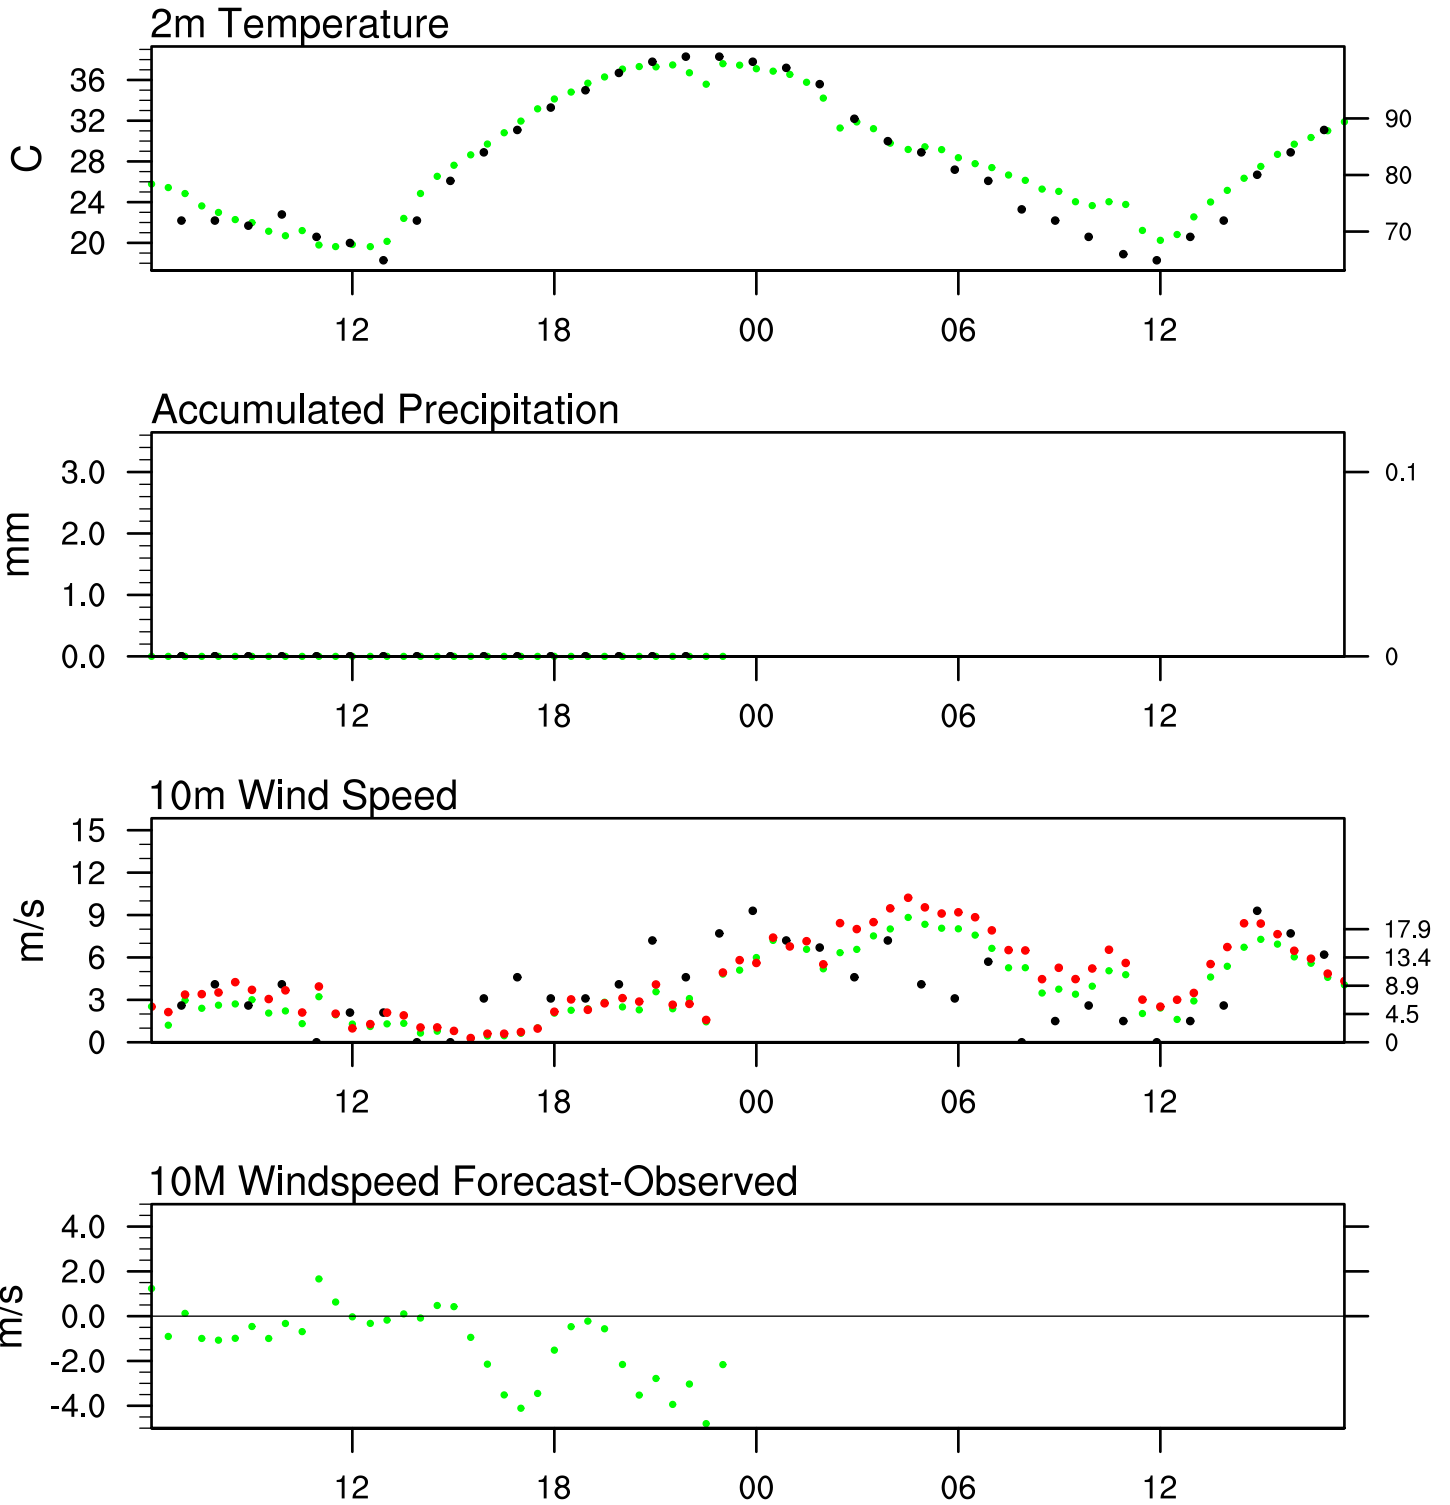 2m Temperature
C
36
32
28
24
20
90
80
70
12 18 00 06 12
Accumulated Precipitation
mm
3.0
2.0
1.0
0.0
0.1
0
12 18 00 06 12
10m Wind Speed
m/s
15
12
9
6
3
0
17.9
13.4
8.9
4.5
0
12 18 00 06 12
10M Windspeed Forecast-Observed
m/s
4.0
2.0
0.0
-2.0
-4.0
12 18 00 06 12